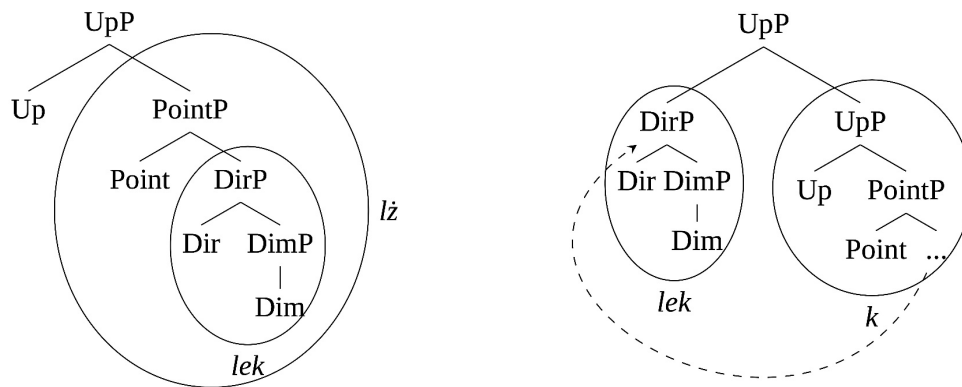 UpP
Up PointP
Point DirP
Dir DimP
Dim
lek
lż
UpP
DirP UpP
Dir DimP Up PointP
Dim Point ...
lek k